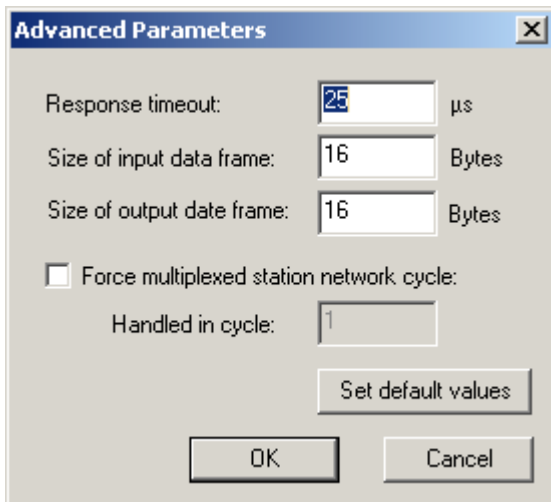 Advanced Parameters
Response timeout: 25 µs
Size of input data frame: 16 Bytes
Size of output date frame: 16 Bytes
Force multiplexed station network cycle:
Handled in cycle: 1
Set default values
OK Cancel